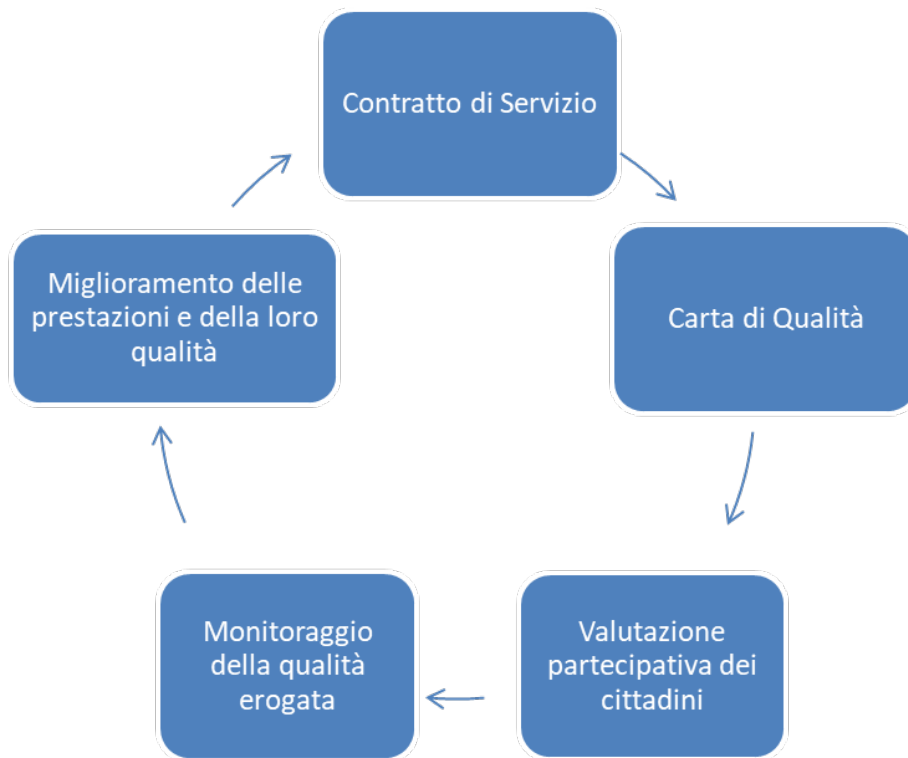 Contratto di Servizio
Carta di Qualità
Valutazione
partecipativa dei
cittadini
Monitoraggio
della qualità
erogata
Miglioramento delle
prestazioni e della loro
qualità